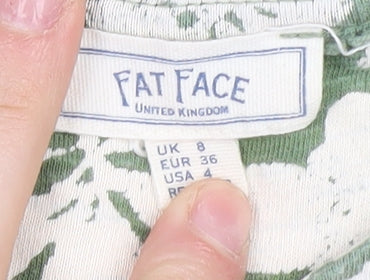 FAT FACE
UNITED KINGDOM
UK 8
EUR 36
USA 4